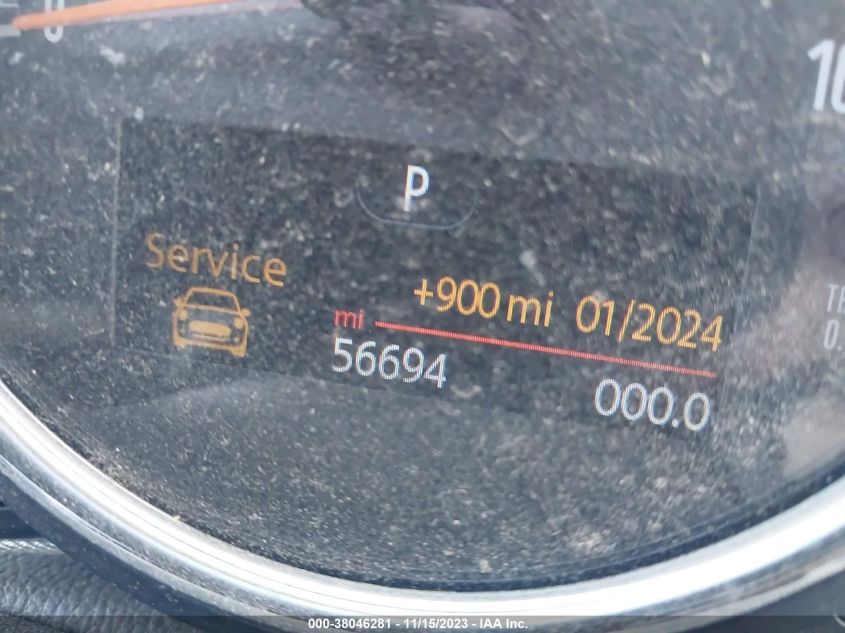 P
Service
+900 mi 01/2024
mi
56694 000.0
000-38046281 - 11/15/2023 - IAA Inc.